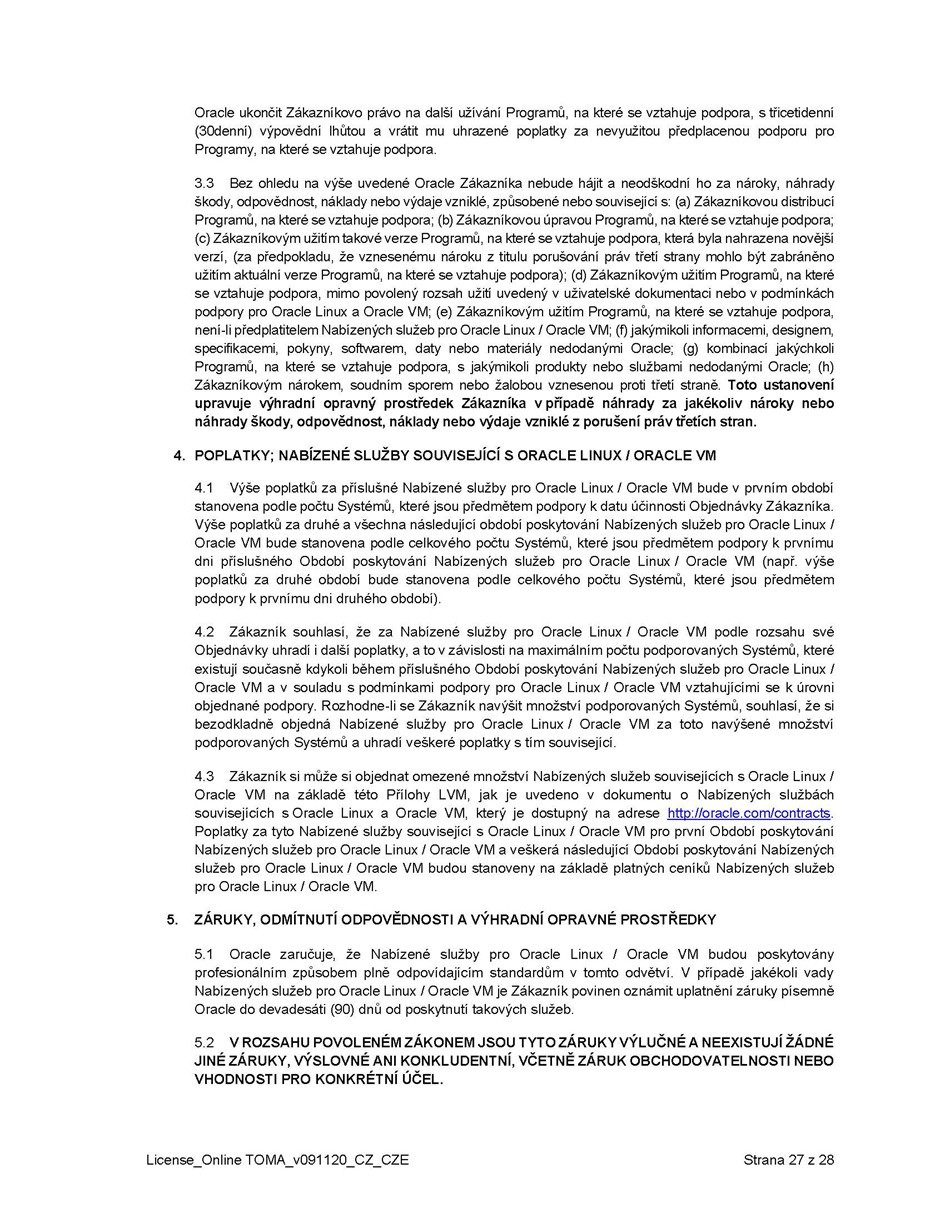 Oracle ukončit Zákazníkovo právo na další užívání Programů, na které se vztahuje podpora, s třicetidenní
(30denní) výpovědní lhůtou a vrátit mu uhrazené poplatky za nevyužitou předplacenou podporu pro
Programy, na které se vztahuje podpora.
3.3 Bez ohledu na výše uvedené Oracle Zákazníka nebude hájit a neodškodní ho za nároky, náhrady
škody, odpovědnost, náklady nebo výdaje vzniklé, způsobené nebo související s: (a) Zákazníkovou distribucí
Programů, na které se vztahuje podpora; (b) Zákazníkovou úpravou Programů, na které se vztahuje podpora;
(c) Zákazníkovým užitím takové verze Programů, na které se vztahuje podpora, která byla nahrazena novější
verzí, (za předpokladu, že vznesenému nároku z titulu porušování práv třetí strany mohlo být zabráněno
užitím aktuální verze Programů, na které se vztahuje podpora); (d) Zákazníkovým užitím Programů, na které
se vztahuje podpora, mimo povolený rozsah užití uvedený v uživatelské dokumentaci nebo v podmínkách
podpory pro Oracle Linux a Oracle VM; (e) Zákazníkovým užitím Programů, na které se vztahuje podpora,
není-li předplatitelem Nabízených služeb pro Oracle Linux / Oracle VM; (f) jakýmikoli informacemi, designem,
specifikacemi, pokyny, softwarem, daty nebo materiály nedodanými Oracle; (g) kombinací jakýchkoli
Programů, na které se vztahuje podpora, s jakýmikoli produkty nebo službami nedodanými Oracle; (h)
Zákazníkovým nárokem, soudním sporem nebo žalobou vznesenou proti třetí straně. Toto ustanovení
upravuje výhradní opravný prostředek Zákazníka v případě náhrady za jakékoliv nároky nebo
náhrady škody, odpovědnost, náklady nebo výdaje vzniklé z porušení práv třetích stran.
4. POPLATKY; NABÍZENÉ SLUŽBY SOUVISEJÍCÍ S ORACLE LINUX / ORACLE VM
4.1 Výše poplatků za příslušné Nabízené služby pro Oracle Linux / Oracle VM bude v prvním období
stanovena podle počtu Systémů, které jsou předmětem podpory k datu účinnosti Objednávky Zákazníka.
Výše poplatků za druhé a všechna následující období poskytování Nabízených služeb pro Oracle Linux /
Oracle VM bude stanovena podle celkového počtu Systémů, které jsou předmětem podpory k prvnímu
dni příslušného Období poskytování Nabízených služeb pro Oracle Linux / Oracle VM (např. výše
poplatků za druhé období bude stanovena podle celkového počtu Systémů, které jsou předmětem
podpory k prvnímu dni druhého období).
4.2 Zákazník souhlasí, že za Nabízené služby pro Oracle Linux / Oracle VM podle rozsahu své
Objednávky uhradí i další poplatky, a to v závislosti na maximálním počtu podporovaných Systémů, které
existují současně kdykoli během příslušného Období poskytování Nabízených služeb pro Oracle Linux /
Oracle VM a v souladu s podmínkami podpory pro Oracle Linux / Oracle VM vztahujícími se k úrovni
objednané podpory. Rozhodne-li se Zákazník navýšit množství podporovaných Systémů, souhlasí, že si
bezodkladně objedná Nabízené služby pro Oracle Linux / Oracle VM za toto navýšené množství
podporovaných Systémů a uhradí veškeré poplatky s tím související.
4.3 Zákazník si může si objednat omezené množství Nabízených služeb souvisejících s Oracle Linux /
Oracle VM na základě této Přílohy LVM, jak je uvedeno v dokumentu o Nabízených službách
souvisejících s Oracle Linux a Oracle VM, který je dostupný na adrese http://oracle.com/contracts.
Poplatky za tyto Nabízené služby související s Oracle Linux / Oracle VM pro první Období poskytování
Nabízených služeb pro Oracle Linux / Oracle VM a veškerá následující Období poskytování Nabízených
služeb pro Oracle Linux / Oracle VM budou stanoveny na základě platných ceníků Nabízených služeb
pro Oracle Linux / Oracle VM.
5. ZÁRUKY, ODMÍTNUTÍ ODPOVĚDNOSTI A VÝHRADNÍ OPRAVNÉ PROSTŘEDKY
5.1 Oracle zaručuje, že Nabízené služby pro Oracle Linux / Oracle VM budou poskytovány
profesionálním způsobem plně odpovídajícím standardům v tomto odvětví. V případě jakékoli vady
Nabízených služeb pro Oracle Linux / Oracle VM je Zákazník povinen oznámit uplatnění záruky písemně
Oracle do devadesáti (90) dnů od poskytnutí takových služeb.
5.2 V ROZSAHU POVOLENÉM ZÁKONEM JSOU TYTO ZÁRUKY VÝLUČNÉ A NEEXISTUJÍ ŽÁDNÉ
JINÉ ZÁRUKY, VÝSLOVNÉ ANI KONKLUDENTNÍ, VČETNĚ ZÁRUK OBCHODOVATELNOSTI NEBO
VHODNOSTI PRO KONKRÉTNÍ ÚČEL.
License_Online TOMA_v091120_CZ_CZE Strana 27 z 28